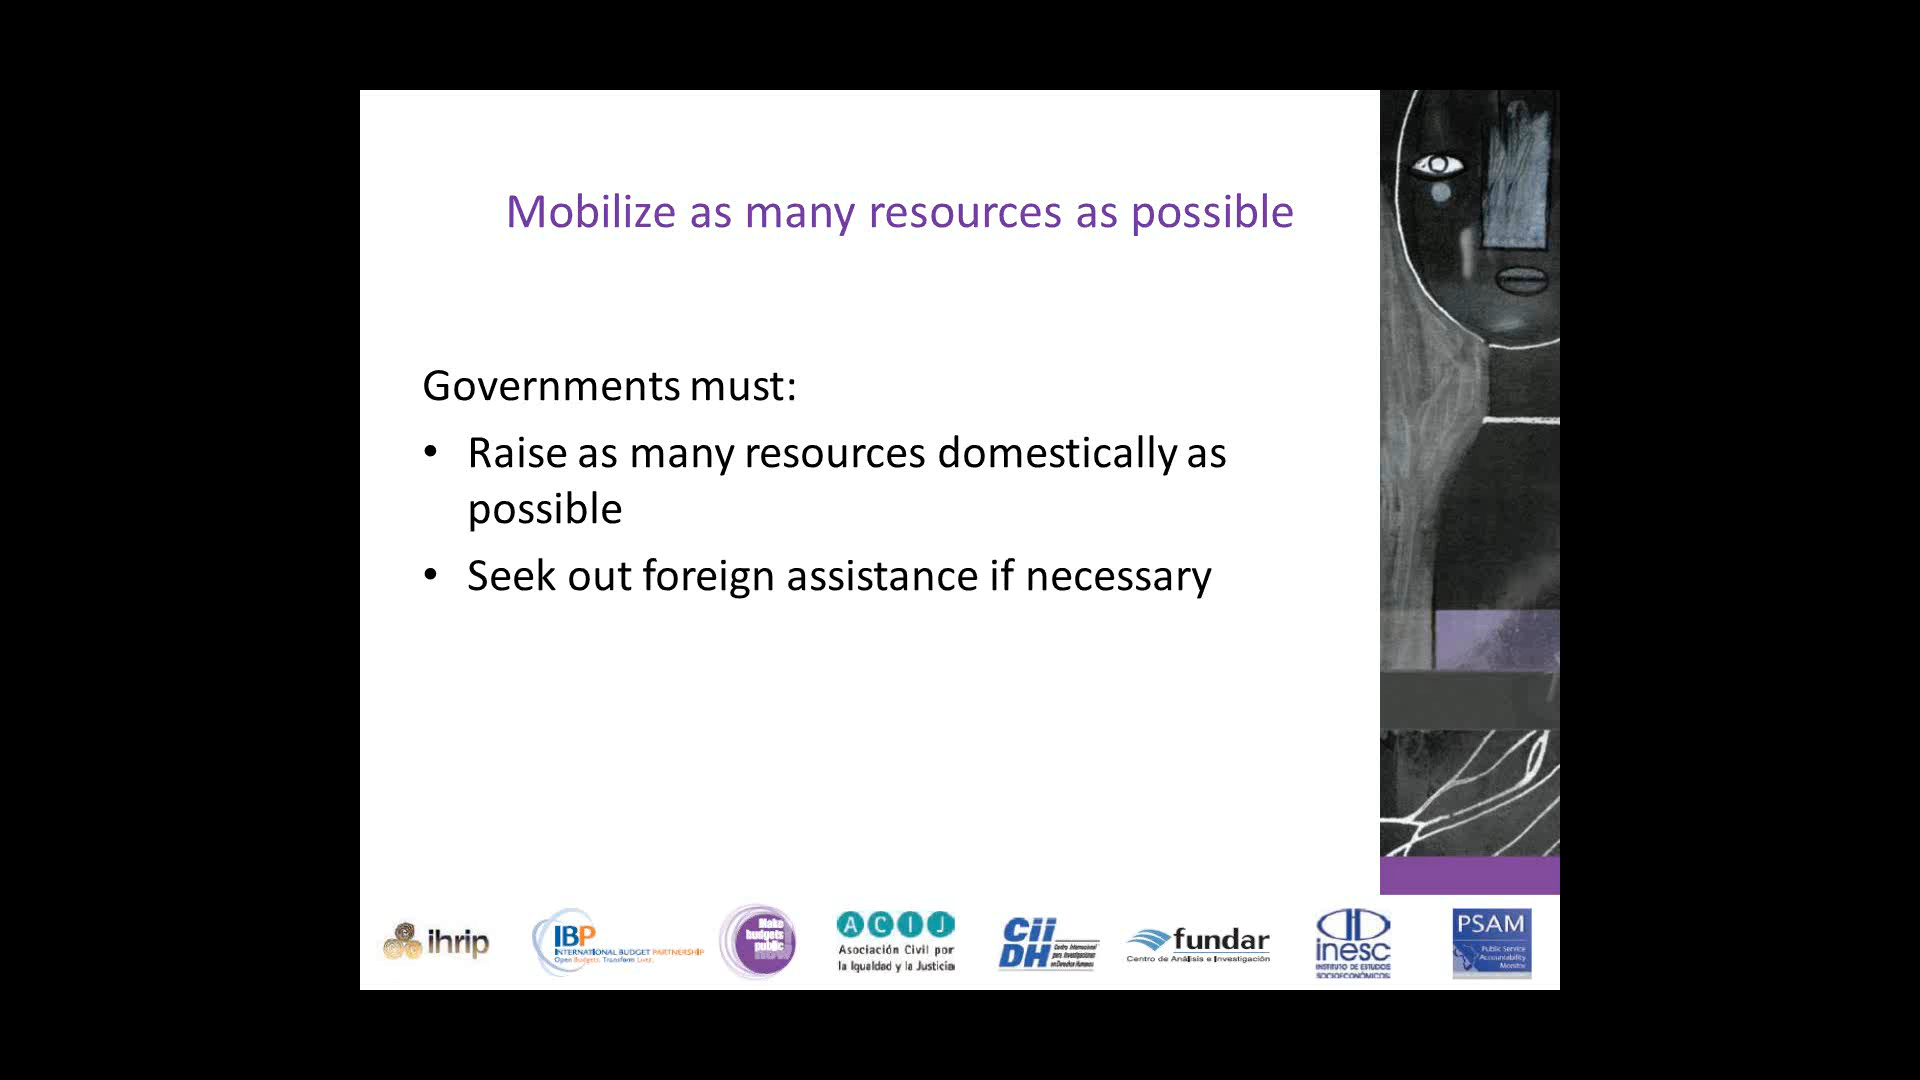 Mobilize as many resources as possible
Governments must:
• Raise as many resources domestically as
possible
• Seek out foreign assistance if necessary
ihrip
IBP
INTERNATIONAL BUDGET PARTNERSHIP
Open Budgets. Transform Lives.
Make
budgets
public
NOW
ACIJ
Asociación Civil por
la Igualdad y la Justicia
Cii
DH
Centro Internacional
para Investigaciones
en Derechos Humanos
fundar
Centro de Análisis e Investigación
inesc
INSTITUTO DE ESTUDOS
SOCIOECONÔMICOS
PSAM
Public Service
Accountability
Monitor